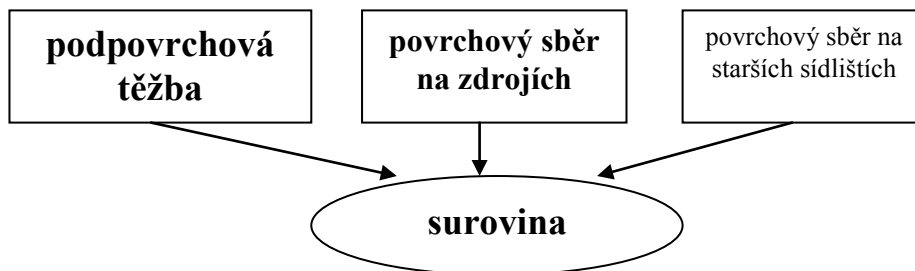 podpovrchová
těžba
povrchový sběr
na zdrojích
povrchový sběr na
starších sídlištích
surovina